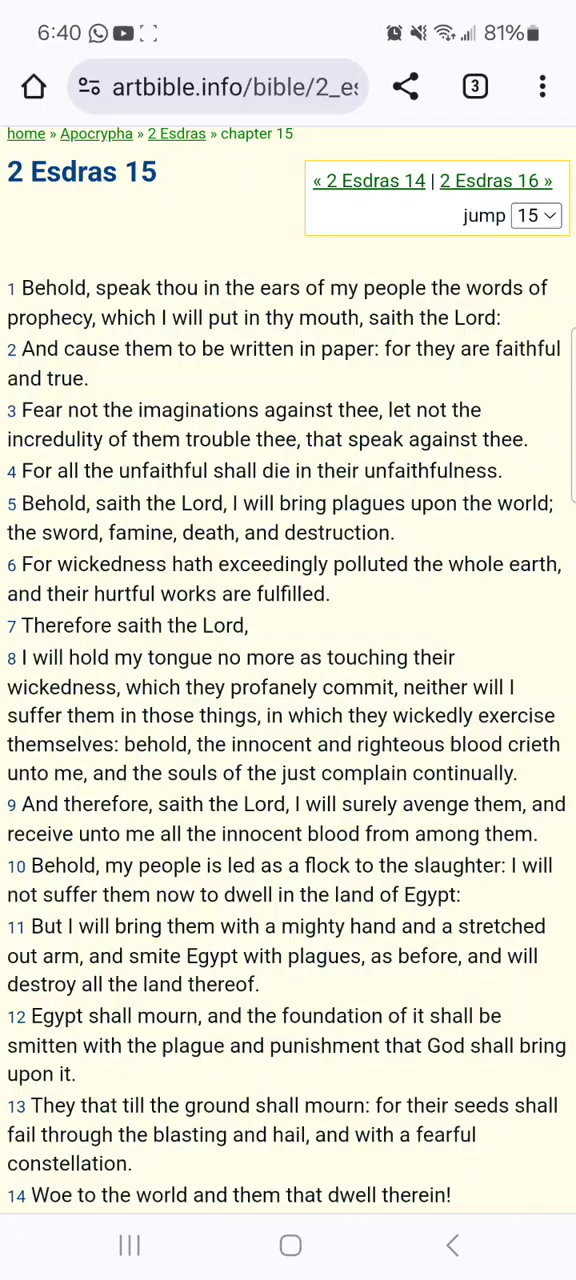 6:40 81%
artbible.info/bible/2_es 3
home » Apocrypha » 2 Esdras » chapter 15
2 Esdras 15
« 2 Esdras 14 | 2 Esdras 16 »
jump 15
1 Behold, speak thou in the ears of my people the words of
prophecy, which I will put in thy mouth, saith the Lord:
2 And cause them to be written in paper: for they are faithful
and true.
3 Fear not the imaginations against thee, let not the
incredulity of them trouble thee, that speak against thee.
4 For all the unfaithful shall die in their unfaithfulness.
5 Behold, saith the Lord, I will bring plagues upon the world;
the sword, famine, death, and destruction.
6 For wickedness hath exceedingly polluted the whole earth,
and their hurtful works are fulfilled.
7 Therefore saith the Lord,
8 I will hold my tongue no more as touching their
wickedness, which they profanely commit, neither will I
suffer them in those things, in which they wickedly exercise
themselves: behold, the innocent and righteous blood crieth
unto me, and the souls of the just complain continually.
9 And therefore, saith the Lord, I will surely avenge them, and
receive unto me all the innocent blood from among them.
10 Behold, my people is led as a flock to the slaughter: I will
not suffer them now to dwell in the land of Egypt:
11 But I will bring them with a mighty hand and a stretched
out arm, and smite Egypt with plagues, as before, and will
destroy all the land thereof.
12 Egypt shall mourn, and the foundation of it shall be
smitten with the plague and punishment that God shall bring
upon it.
13 They that till the ground shall mourn: for their seeds shall
fail through the blasting and hail, and with a fearful
constellation.
14 Woe to the world and them that dwell therein!